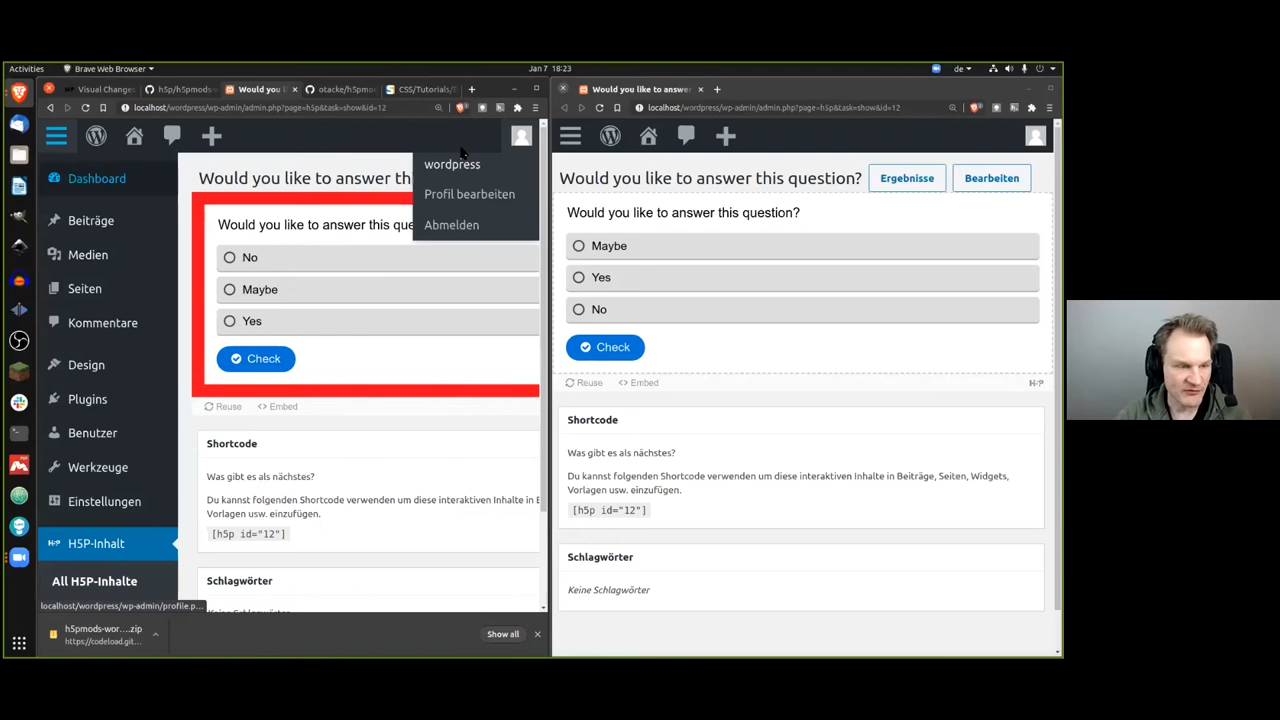 Activities
Brave Web Browser
Jan 7 18:23
de
Visual Changes
h5p/h5pmods
Would you l
otacke/h5pmo
CSS/Tutorials/
localhost/wordpress/wp-admin/admin.php?page=h5p&task=show&id=12
Dashboard
Beiträge
Medien
Seiten
Kommentare
Design
Plugins
Benutzer
Werkzeuge
Einstellungen
H5P-Inhalt
All H5P-Inhalte
localhost/wordpress/wp-admin/profile.p...
Would you like to answer thi
wordpress
Profil bearbeiten
Abmelden
Would you like to answer this que
No
Maybe
Yes
Check
Reuse
<> Embed
Shortcode
Was gibt es als nächstes?
Du kannst folgenden Shortcode verwenden um diese interaktiven Inhalte in B
Vorlagen usw. einzufügen.
[h5p id="12"]
Schlagwörter
h5pmods-wor....zip
https://codeload.git...
Show all
Would you like to answer
localhost/wordpress/wp-admin/admin.php?page=h5p&task=show&id=12
Would you like to answer this question?
Ergebnisse
Bearbeiten
Would you like to answer this question?
Maybe
Yes
No
Check
Reuse
<> Embed
H5P
Shortcode
Was gibt es als nächstes?
Du kannst folgenden Shortcode verwenden um diese interaktiven Inhalte in Beiträge, Seiten, Widgets,
Vorlagen usw. einzufügen.
[h5p id="12"]
Schlagwörter
Keine Schlagwörter